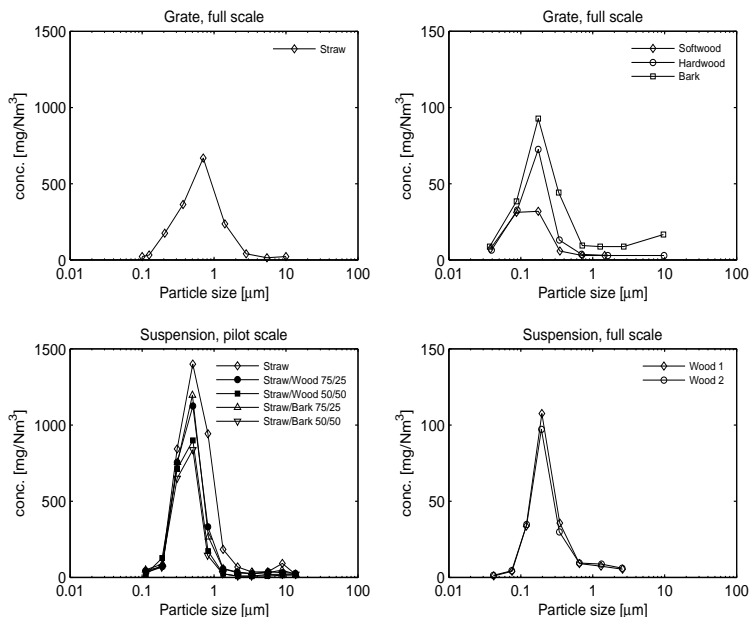 Grate, full scale
1500
1000
500
0
conc. [mg/Nm³]
Straw
0.01 0.1 1 10 100
Particle size [µm]
Grate, full scale
150
100
50
0
conc. [mg/Nm³]
Softwood
Hardwood
Bark
0.01 0.1 1 10 100
Particle size [µm]
Suspension, pilot scale
1500
1000
500
0
conc. [mg/Nm³]
Straw
Straw/Wood 75/25
Straw/Wood 50/50
Straw/Bark 75/25
Straw/Bark 50/50
0.01 0.1 1 10 100
Particle size [µm]
Suspension, full scale
150
100
50
0
conc. [mg/Nm³]
Wood 1
Wood 2
0.01 0.1 1 10 100
Particle size [µm]